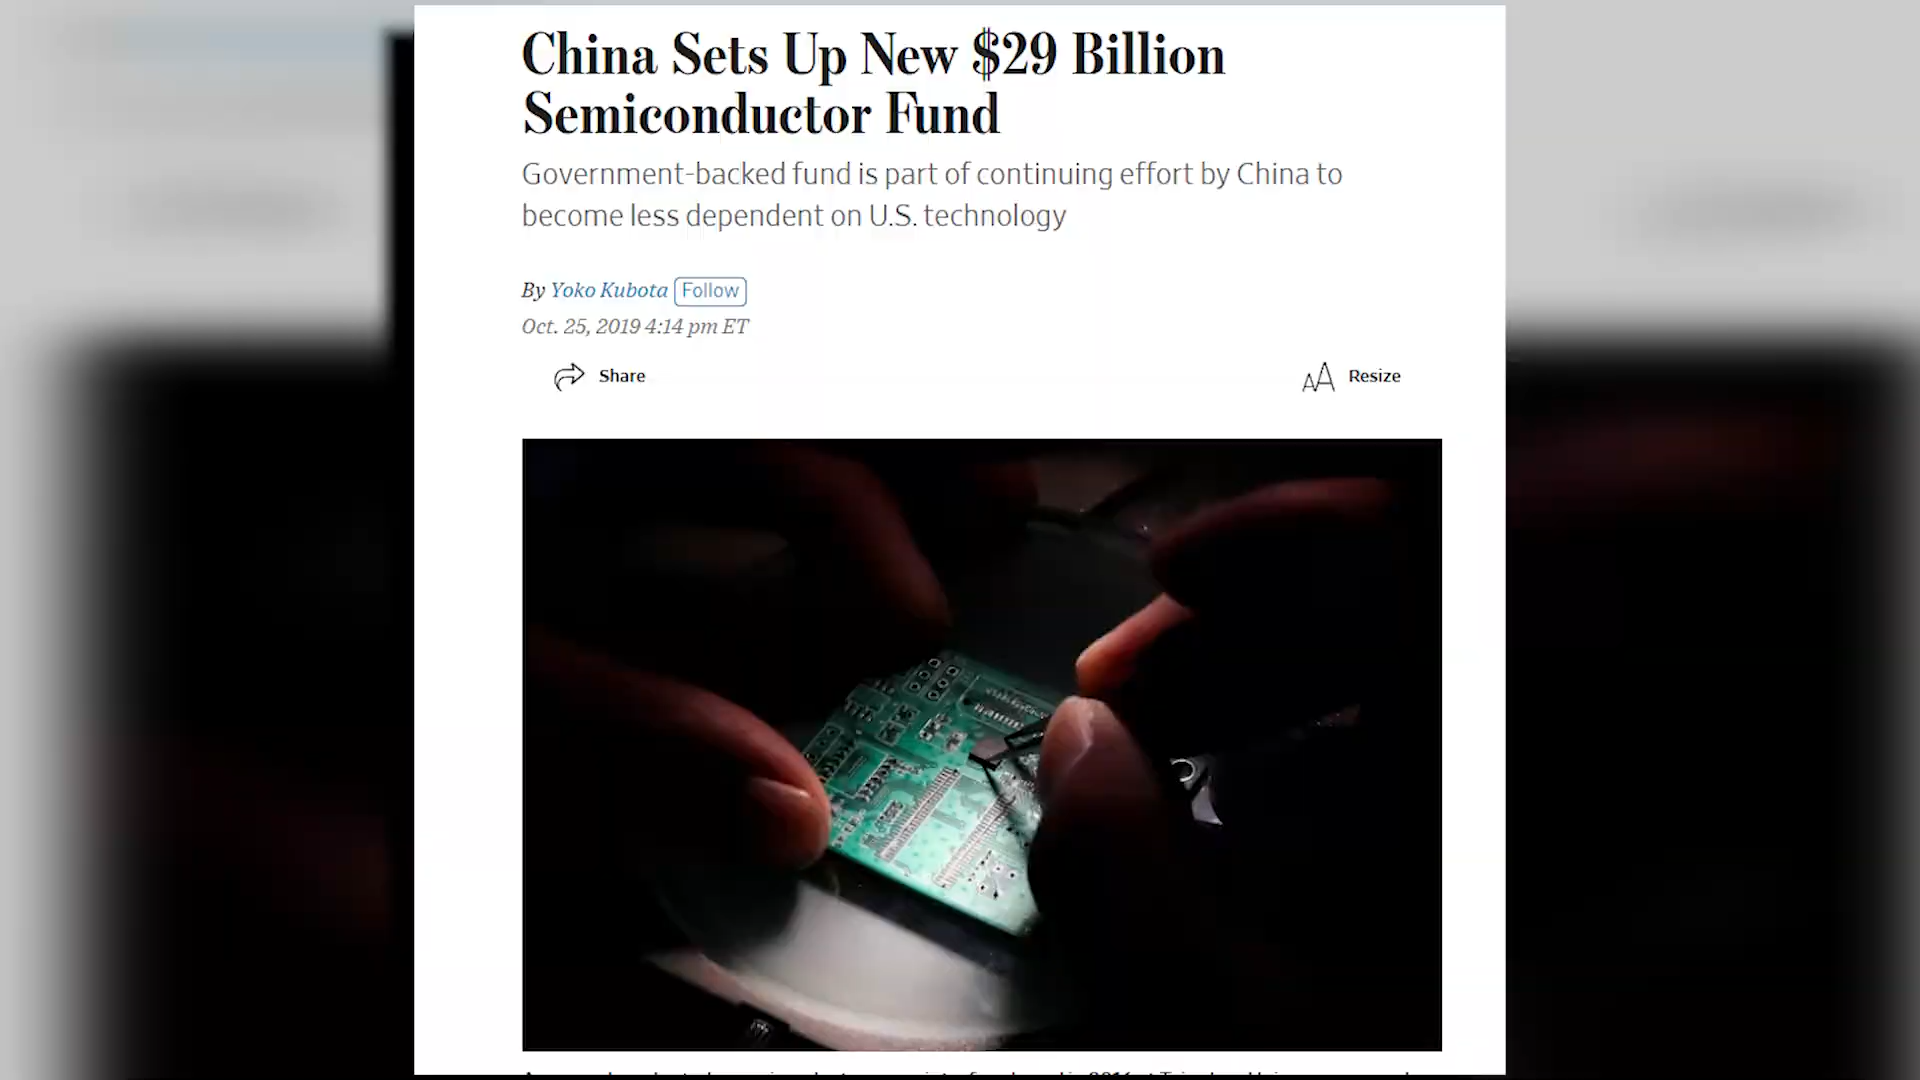 China Sets Up New $29 Billion
Semiconductor Fund
Government-backed fund is part of continuing effort by China to
become less dependent on U.S. technology
By Yoko Kubota Follow
Oct. 25, 2019 4:14 pm ET
Share
AA Resize